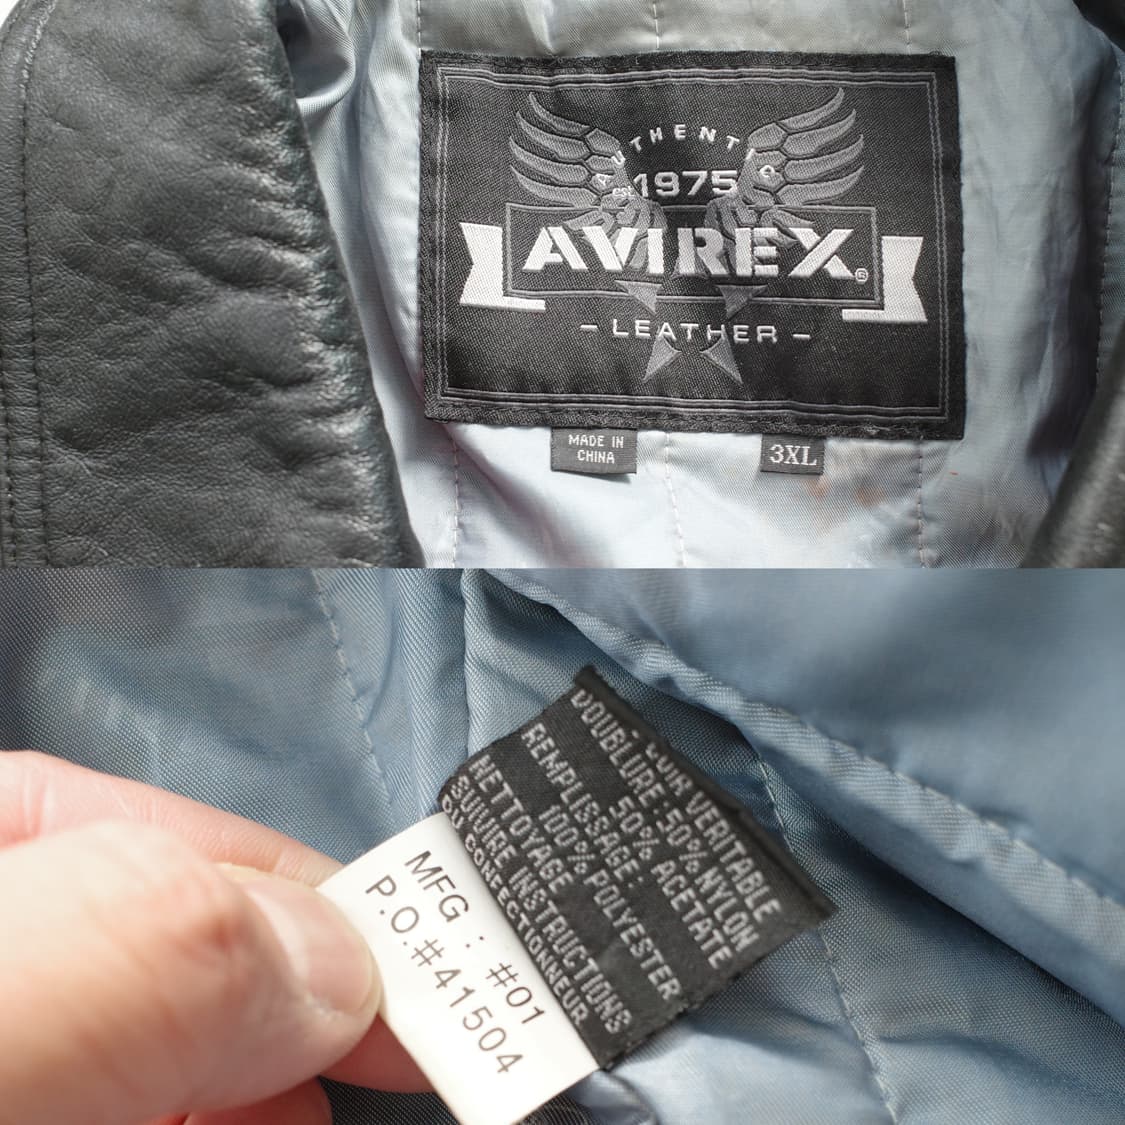 AUTHENTIC
EST. 1975
AVIREX®
- LEATHER -
MADE IN
CHINA
3XL
CUIR VERITABLE
DOUBLURE: 50% NYLON
50% ACETATE
REMPLISSAGE:
100% POLYESTER
NETTOYAGE
SUIVRE INSTRUCTIONS
DU CONFECTIONNEUR
MFG : #01
P.O.#41504